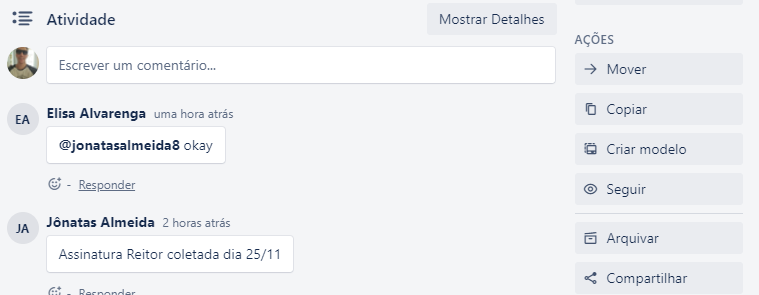 Atividade
Mostrar Detalhes
Escrever um comentário...
EA
Elisa Alvarenga uma hora atrás
@jonatasalmeida8 okay
- Responder
JA
Jônatas Almeida 2 horas atrás
Assinatura Reitor coletada dia 25/11
- Responder
AÇÕES
Mover
Copiar
Criar modelo
Seguir
Arquivar
Compartilhar